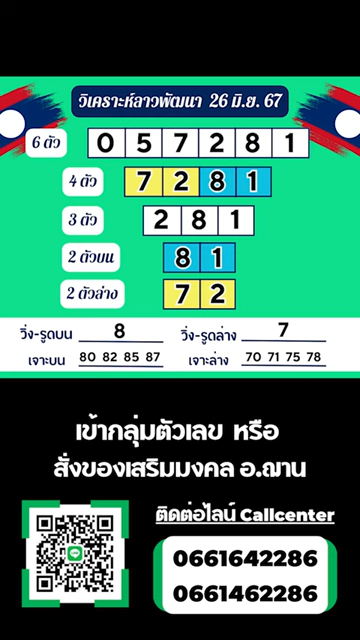 วิเคราะห์ลาวพัฒนา 26 มิ.ย. 67
6 ตัว 0 5 7 2 8 1
4 ตัว 7 2 8 1
3 ตัว 2 8 1
2 ตัวบน 8 1
2 ตัวล่าง 7 2
วิ่ง-รูดบน 8 วิ่ง-รูดล่าง 7
เจาะบน 80 82 85 87 เจาะล่าง 70 71 75 78
เข้ากลุ่มตัวเลข หรือ
สั่งของเสริมมงคล อ.ฌาน
ติดต่อไลน์ Callcenter
0661642286
0661462286